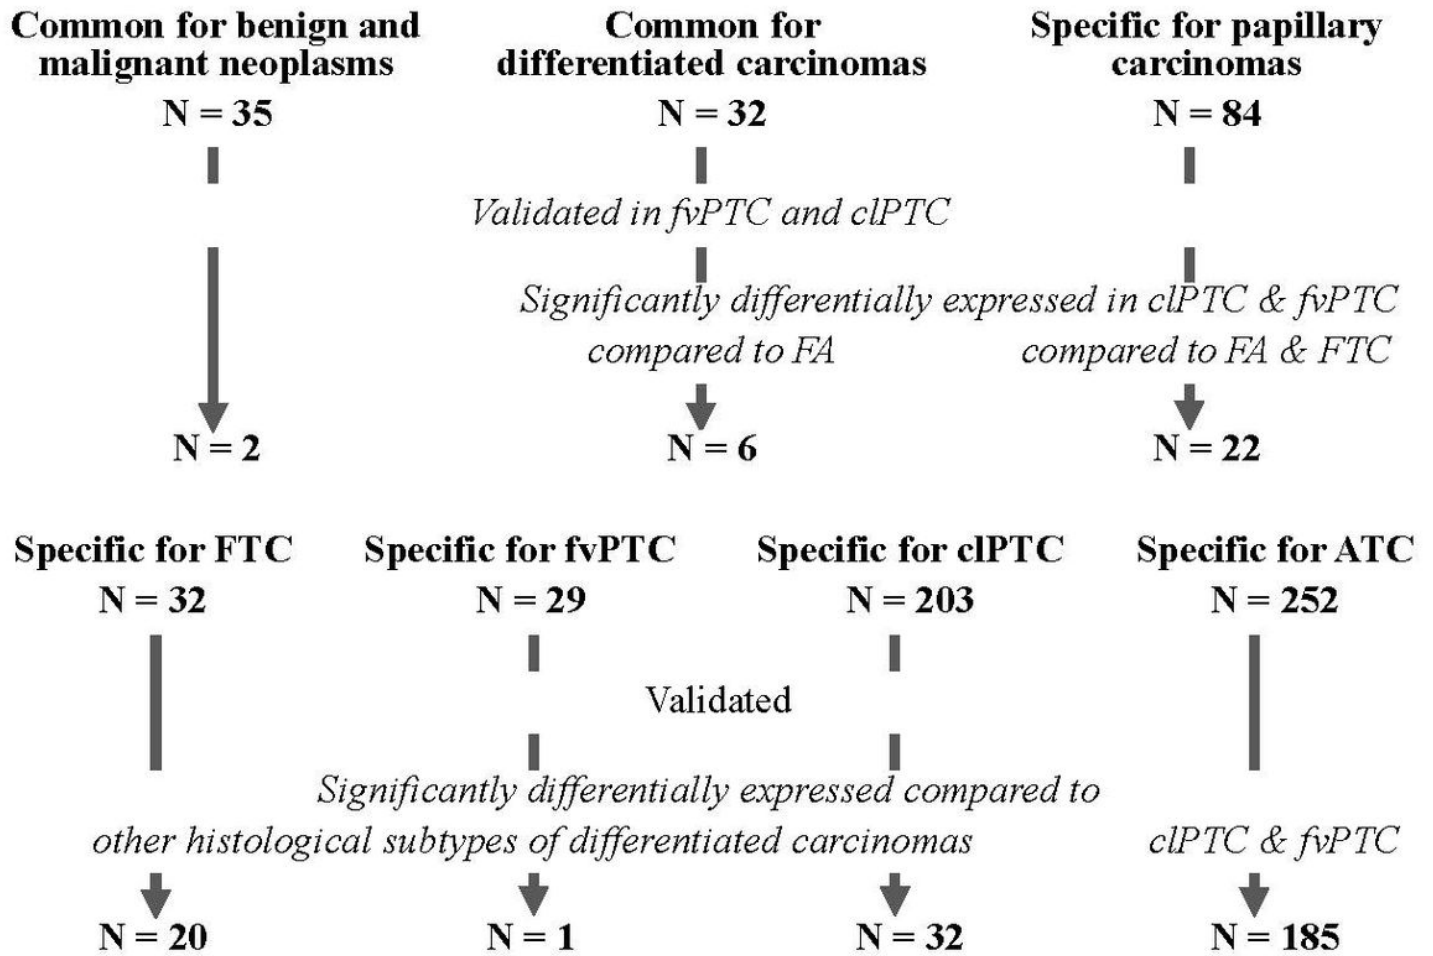 Common for benign and
malignant neoplasms
N = 35
Common for
differentiated carcinomas
N = 32
Specific for papillary
carcinomas
N = 84
Validated in fvPTC and clPTC
Significantly differentially expressed in clPTC & fvPTC
compared to FA
compared to FA & FTC
N = 2
N = 6
N = 22
Specific for FTC
N = 32
Specific for fvPTC
N = 29
Specific for clPTC
N = 203
Specific for ATC
N = 252
Validated
Significantly differentially expressed compared to
other histological subtypes of differentiated carcinomas
clPTC & fvPTC
N = 20
N = 1
N = 32
N = 185